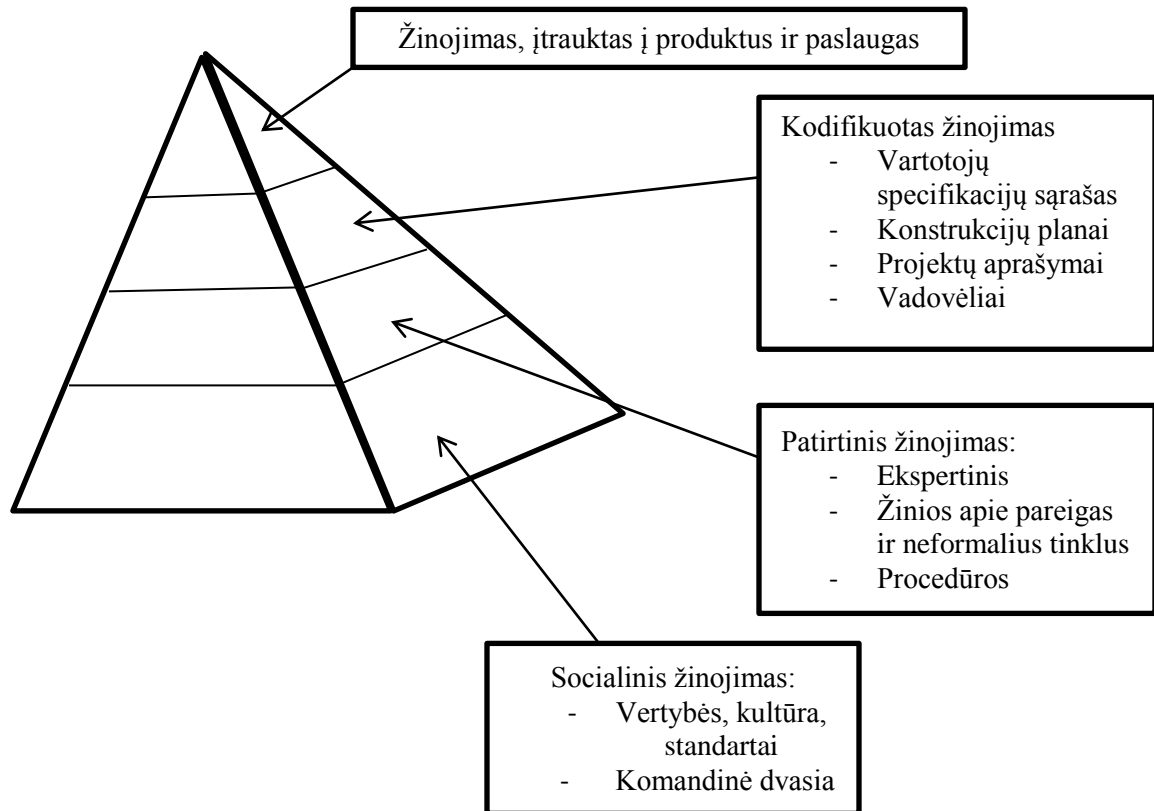 Žinojimas, įtrauktas į produktus ir paslaugas
Kodifikuotas žinojimas
- Vartotojų
specifikacijų sąrašas
- Konstrukcijų planai
- Projektų aprašymai
- Vadovėliai
Patirtinis žinojimas:
- Ekspertinis
- Žinios apie pareigas
ir neformalius tinklus
- Procedūros
Socialinis žinojimas:
- Vertybės, kultūra,
standartai
- Komandinė dvasia